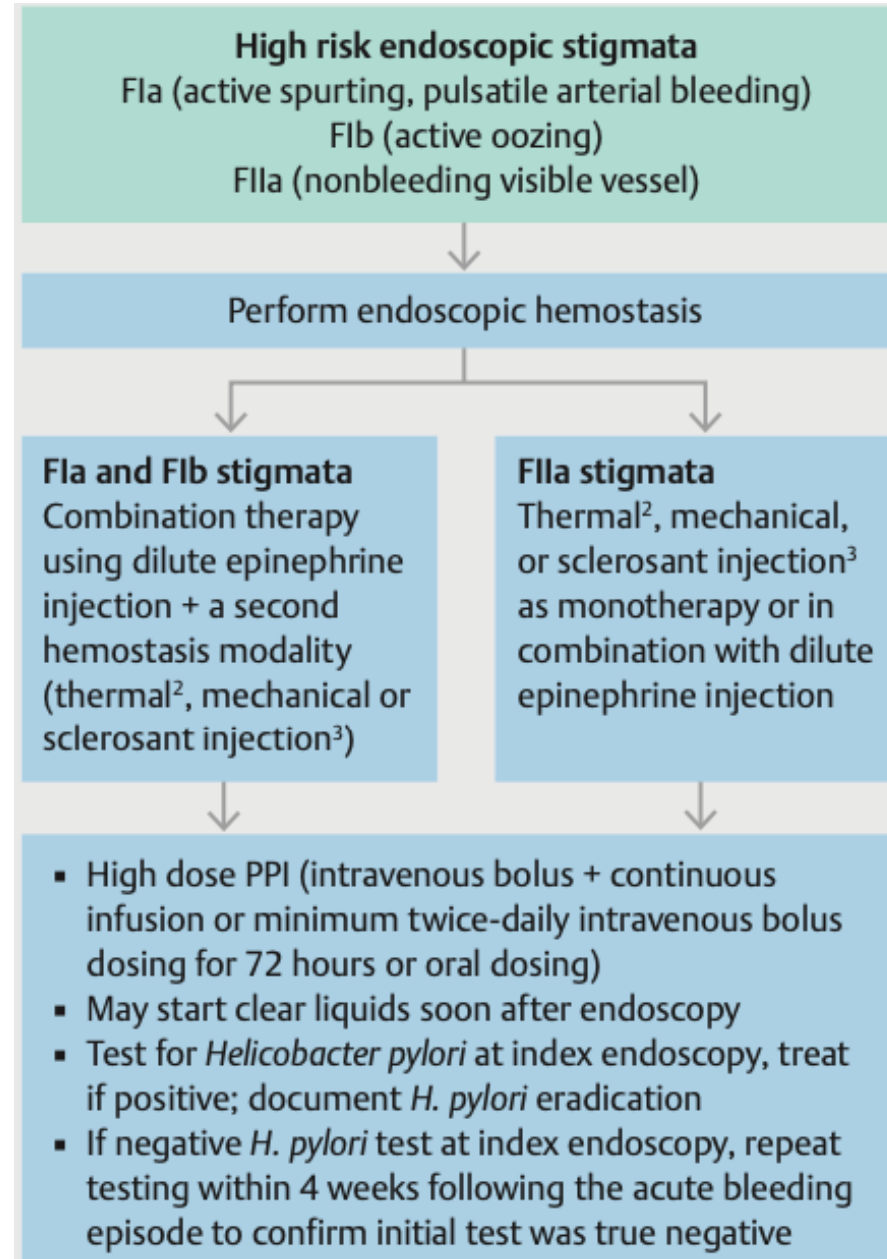 High risk endoscopic stigmata
FIa (active spurting, pulsatile arterial bleeding)
FIb (active oozing)
FIIa (nonbleeding visible vessel)
Perform endoscopic hemostasis
FIa and FIb stigmata
Combination therapy
using dilute epinephrine
injection + a second
hemostasis modality
(thermal², mechanical or
sclerosant injection³)
FIIa stigmata
Thermal², mechanical,
or sclerosant injection³
as monotherapy or in
combination with dilute
epinephrine injection
▪ High dose PPI (intravenous bolus + continuous
infusion or minimum twice-daily intravenous bolus
dosing for 72 hours or oral dosing)
▪ May start clear liquids soon after endoscopy
▪ Test for Helicobacter pylori at index endoscopy, treat
if positive; document H. pylori eradication
▪ If negative H. pylori test at index endoscopy, repeat
testing within 4 weeks following the acute bleeding
episode to confirm initial test was true negative